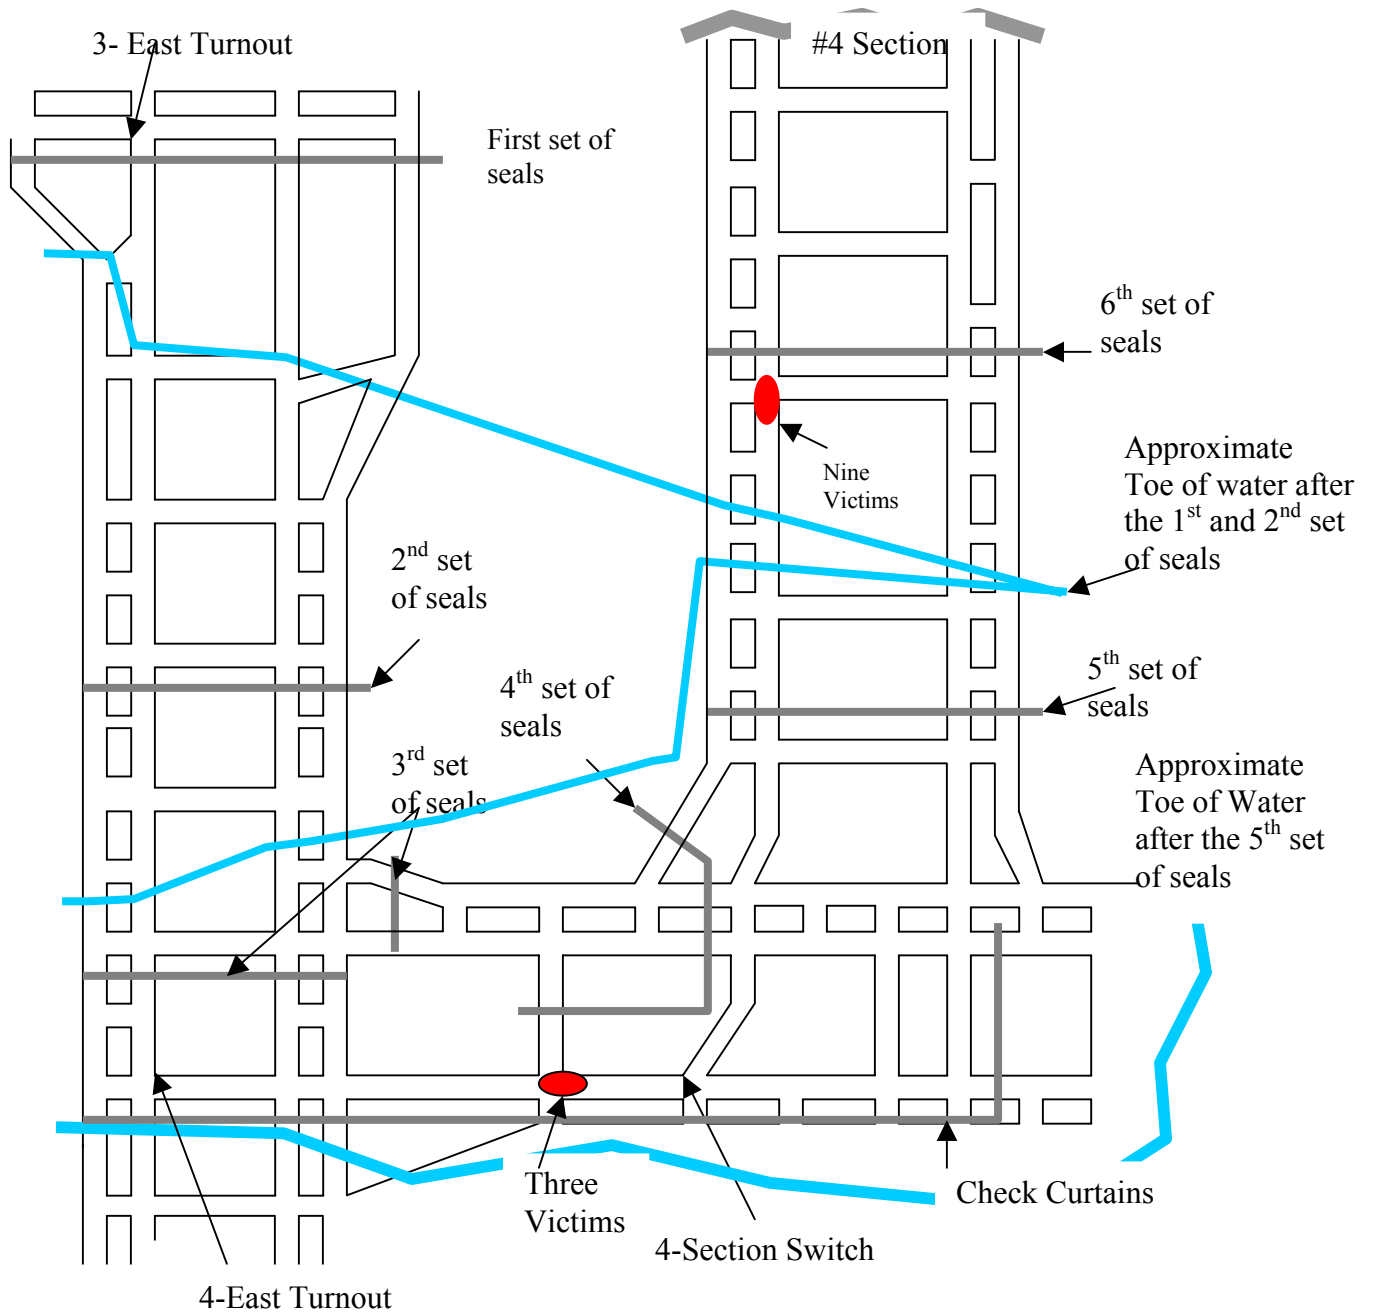 3- East Turnout
#4 Section
First set of
seals
6th set of
seals
Nine
Victims
Approximate
Toe of water after
the 1st and 2nd set
of seals
2nd set
of seals
4th set of
seals
5th set of
seals
3rd set
of seals
Approximate
Toe of Water
after the 5th set
of seals
Three
Victims
Check Curtains
4-Section Switch
4-East Turnout